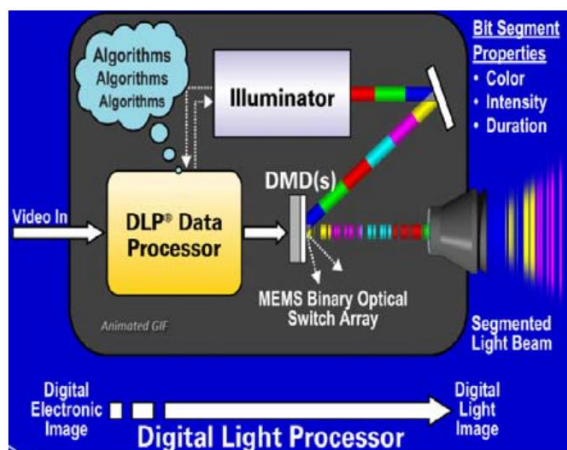 Algorithms
Algorithms
Algorithms
Illuminator
Bit Segment
Properties
• Color
• Intensity
• Duration
DMD(s)
Video In
DLP® Data
Processor
MEMS Binary Optical
Switch Array
Animated GIF
Segmented
Light Beam
Digital
Electronic
Image
Digital
Light
Image
Digital Light Processor